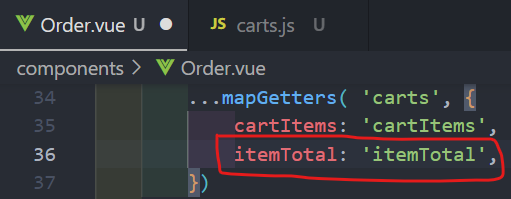 Order.vue U
JS carts.js
components > Order.vue
34 ...mapGetters( 'carts', {
35 cartItems: 'cartItems',
36 itemTotal: 'itemTotal',
37 })